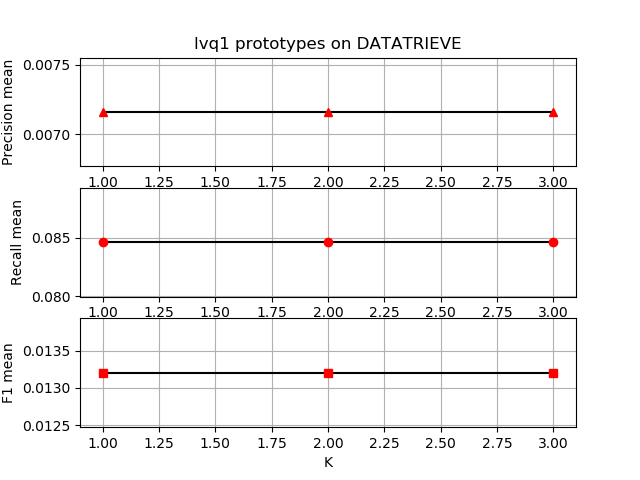 lvq1 prototypes on DATATRIEVE
Precision mean
0.0075
0.0070
1.00 1.25 1.50 1.75 2.00 2.25 2.50 2.75 3.00
Recall mean
0.085
0.080
1.00 1.25 1.50 1.75 2.00 2.25 2.50 2.75 3.00
F1 mean
0.0135
0.0130
0.0125
1.00 1.25 1.50 1.75 2.00 2.25 2.50 2.75 3.00
K